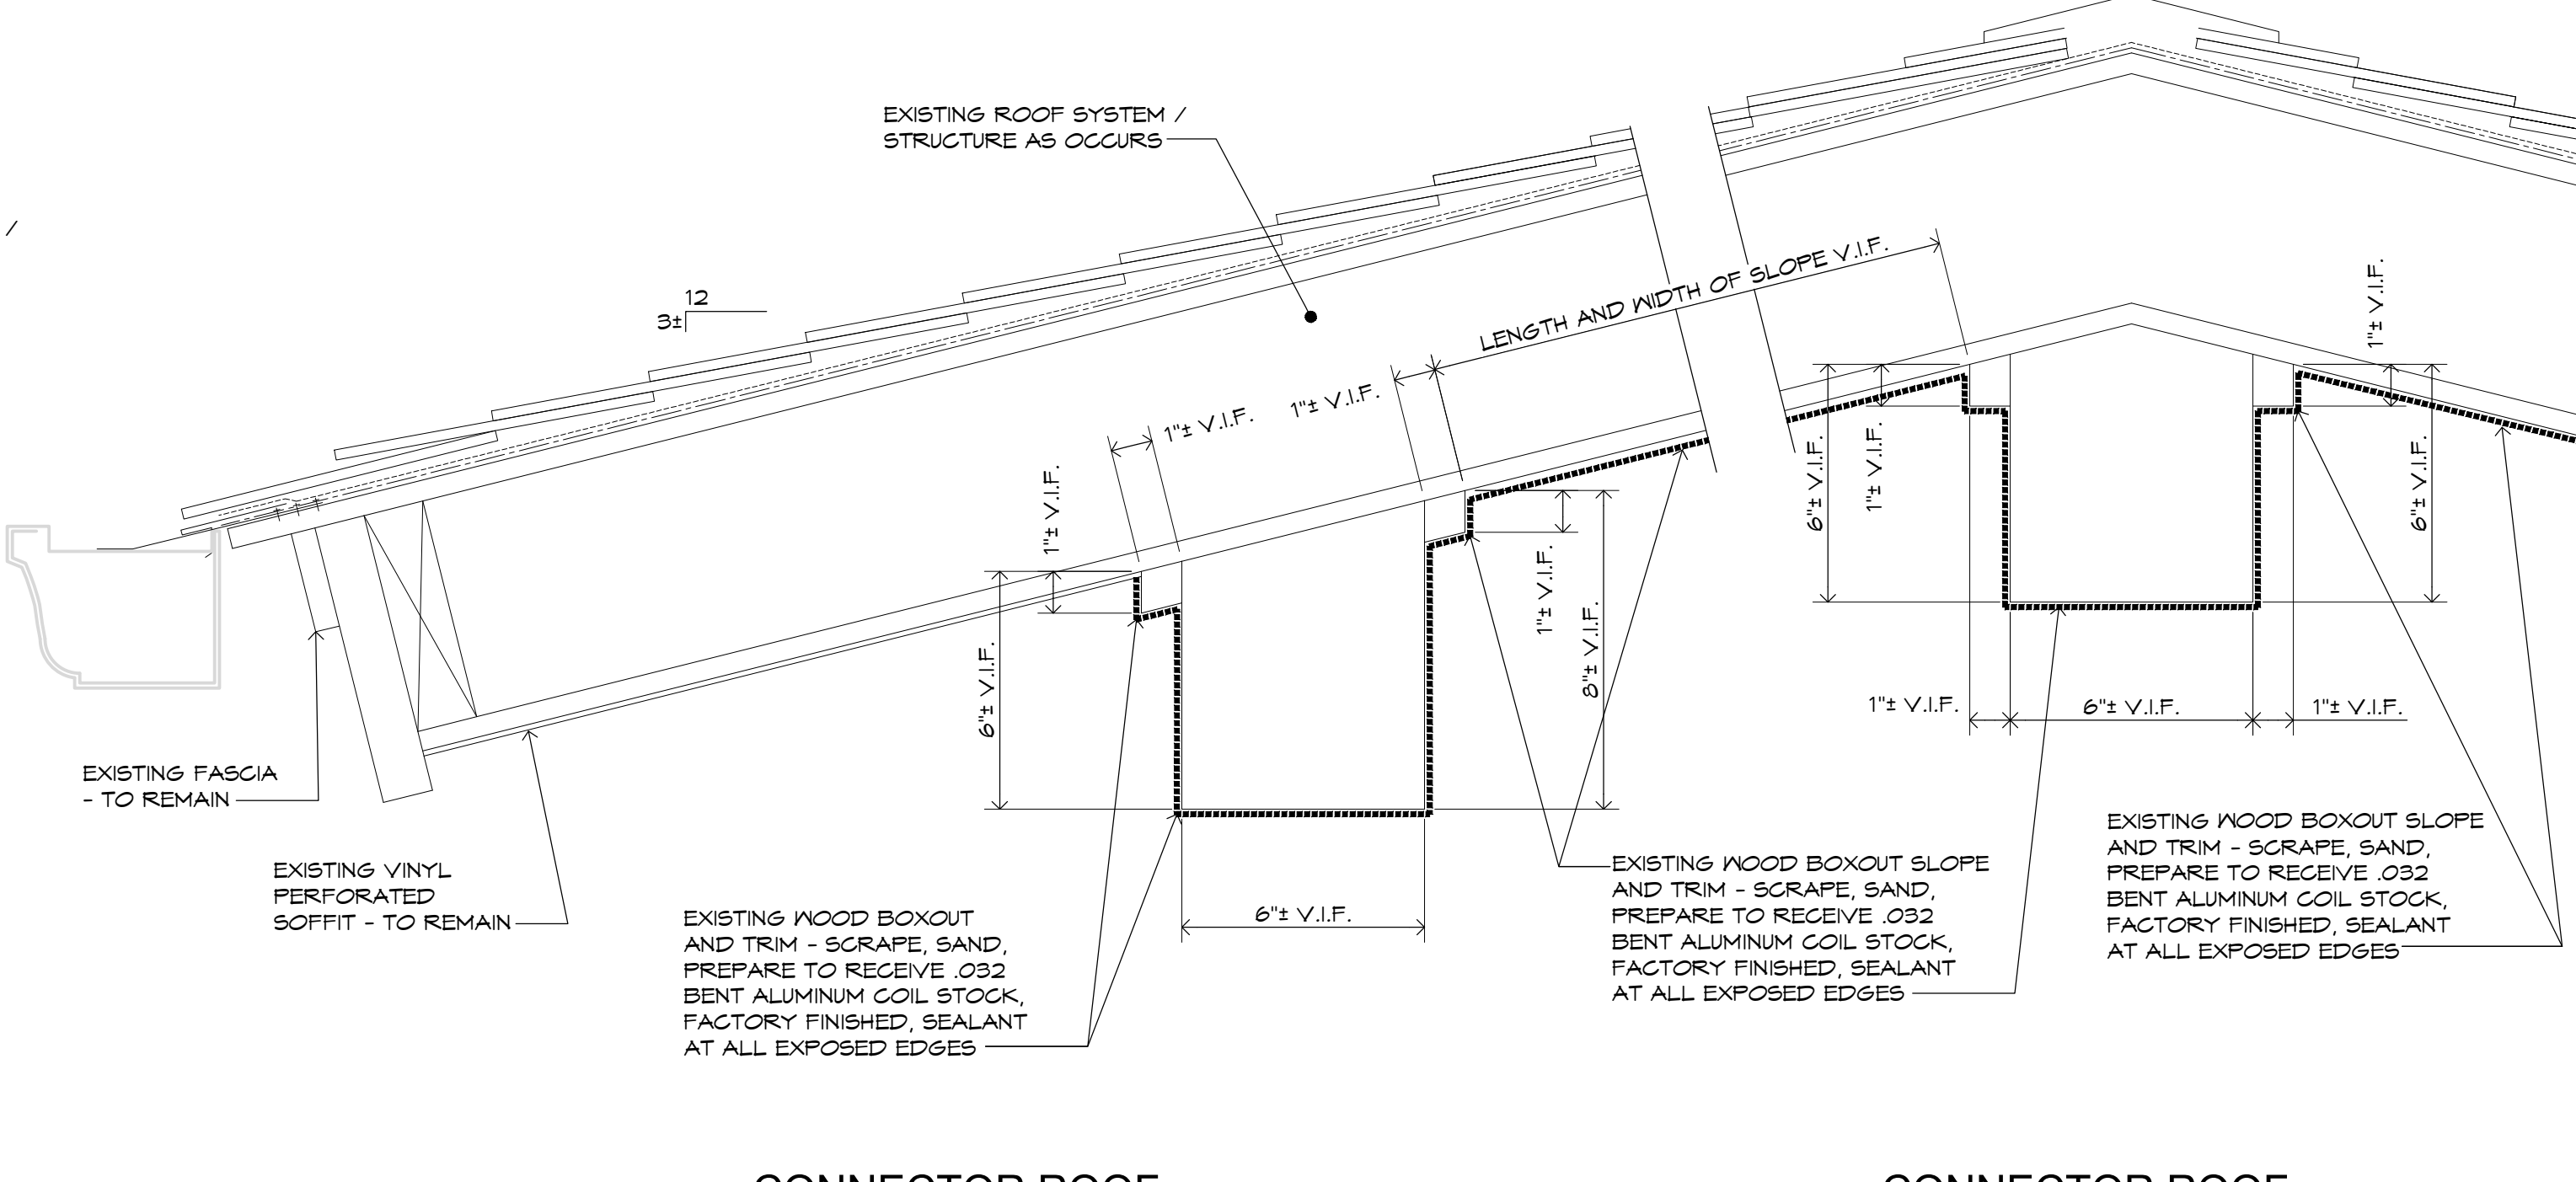 /
EXISTING ROOF SYSTEM /
STRUCTURE AS OCCURS
12
3±
LENGTH AND WIDTH OF SLOPE V.I.F.
1"± V.I.F.
1"± V.I.F.
1"± V.I.F.
1"± V.I.F.
6"± V.I.F.
1"± V.I.F.
6"± V.I.F.
6"± V.I.F.
1"± V.I.F.
8"± V.I.F.
1"± V.I.F.
6"± V.I.F.
1"± V.I.F.
6"± V.I.F.
EXISTING FASCIA
- TO REMAIN
EXISTING VINYL
PERFORATED
SOFFIT - TO REMAIN
EXISTING WOOD BOXOUT
AND TRIM - SCRAPE, SAND,
PREPARE TO RECEIVE .032
BENT ALUMINUM COIL STOCK,
FACTORY FINISHED, SEALANT
AT ALL EXPOSED EDGES
EXISTING WOOD BOXOUT SLOPE
AND TRIM - SCRAPE, SAND,
PREPARE TO RECEIVE .032
BENT ALUMINUM COIL STOCK,
FACTORY FINISHED, SEALANT
AT ALL EXPOSED EDGES
EXISTING WOOD BOXOUT SLOPE
AND TRIM - SCRAPE, SAND,
PREPARE TO RECEIVE .032
BENT ALUMINUM COIL STOCK,
FACTORY FINISHED, SEALANT
AT ALL EXPOSED EDGES
CONNECTOR ROOF
CONNECTOR ROOF